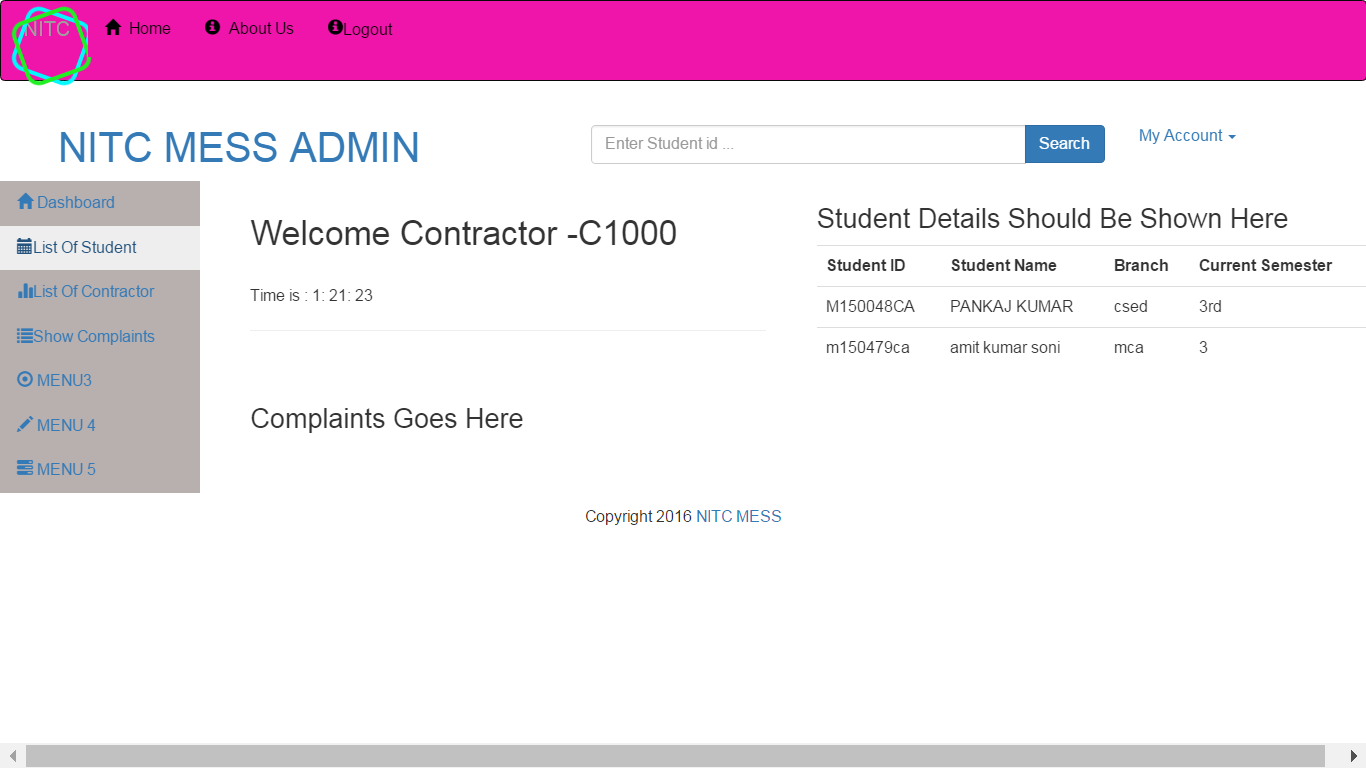 NITC Home About Us Logout
NITC MESS ADMIN
Enter Student id ... Search My Account
Dashboard
List Of Student
List Of Contractor
Show Complaints
MENU3
MENU 4
MENU 5
Welcome Contractor -C1000
Time is : 1: 21: 23
Complaints Goes Here
Student Details Should Be Shown Here
Student ID Student Name Branch Current Semester
M150048CA PANKAJ KUMAR csed 3rd
m150479ca amit kumar soni mca 3
Copyright 2016 NITC MESS